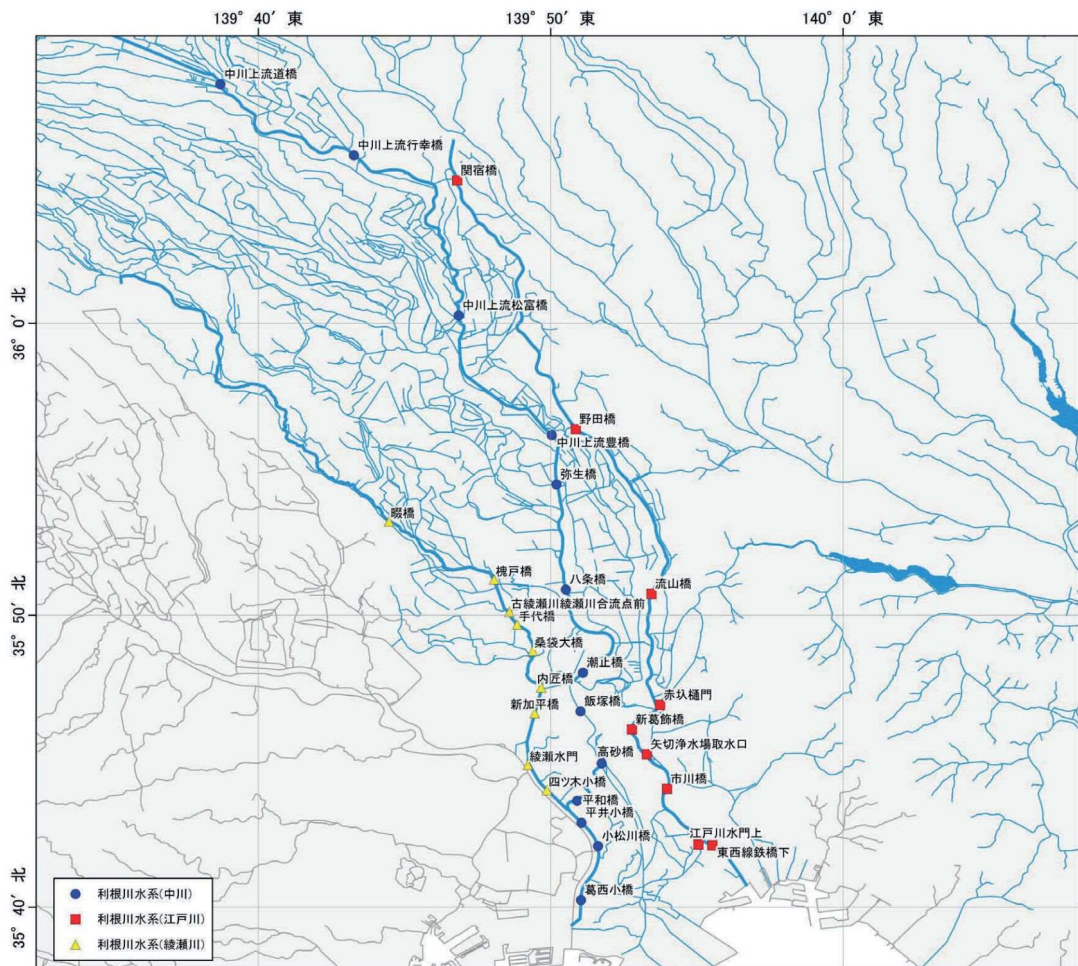 139° 40′ 東
139° 50′ 東
140° 0′ 東
中川上流道橋
中川上流行幸橋
関宿橋
36° 0′ 北
中川上流松富橋
野田橋
中川上流豊橋
弥生橋
畷橋
槐戸橋
八条橋
流山橋
35° 50′ 北
古綾瀬川綾瀬川合流点前
手代橋
桑袋大橋
潮止橋
内匠橋
赤圦樋門
新加平橋
飯塚橋
新葛飾橋
矢切浄水場取水口
高砂橋
綾瀬水門
四ツ木小橋
市川橋
平和橋
平井小橋
小松川橋
江戸川水門上
東西線鉄橋下
葛西小橋
35° 40′ 北
利根川水系(中川)
利根川水系(江戸川)
利根川水系(綾瀬川)